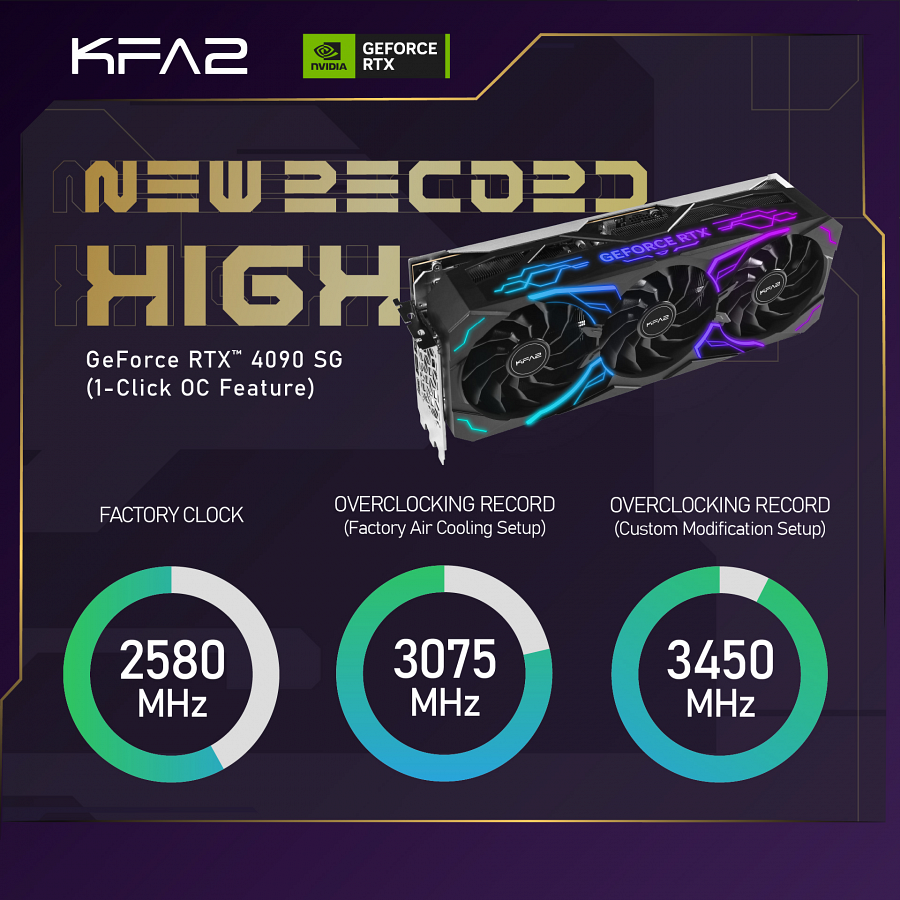 KFA2
NVIDIA
GEFORCE
RTX
NEW RECORD
HIGH
GEFORCE RTX
KFA2
KFA2
KFA2
GeForce RTX™ 4090 SG
(1-Click OC Feature)
FACTORY CLOCK
OVERCLOCKING RECORD
(Factory Air Cooling Setup)
OVERCLOCKING RECORD
(Custom Modification Setup)
2580
MHz
3075
MHz
3450
MHz